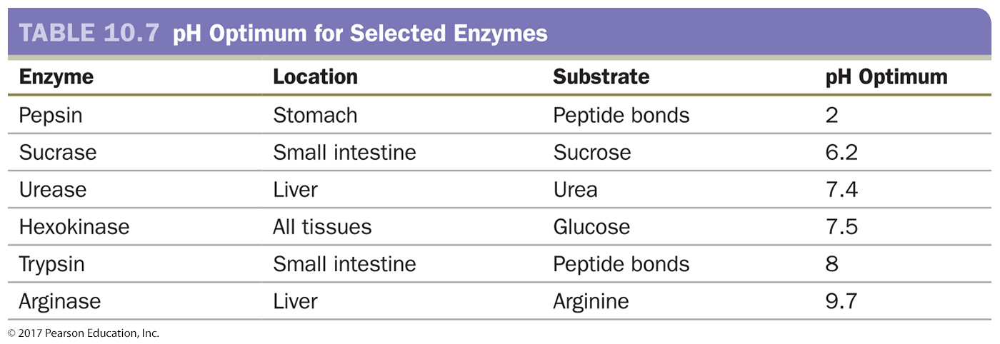 TABLE 10.7 pH Optimum for Selected Enzymes
Enzyme Location Substrate pH Optimum
Pepsin Stomach Peptide bonds 2
Sucrase Small intestine Sucrose 6.2
Urease Liver Urea 7.4
Hexokinase All tissues Glucose 7.5
Trypsin Small intestine Peptide bonds 8
Arginase Liver Arginine 9.7
© 2017 Pearson Education, Inc.